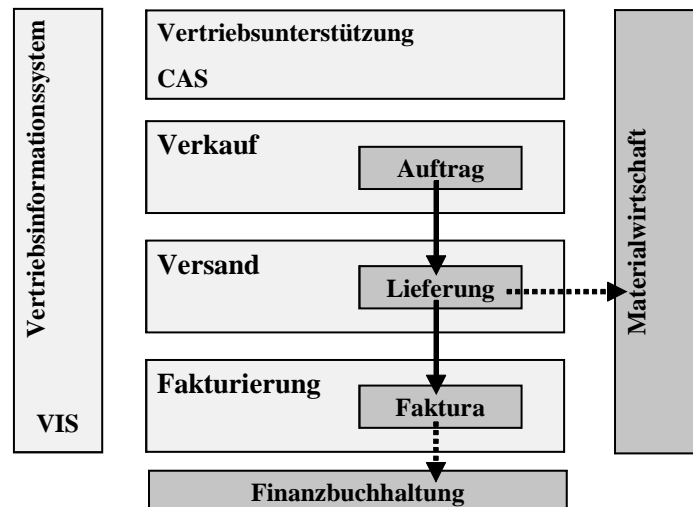 Vertriebsinformationssystem
VIS
Vertriebsunterstützung
CAS
Verkauf
Auftrag
Versand
Lieferung
Fakturierung
Faktura
Finanzbuchhaltung
Materialwirtschaft